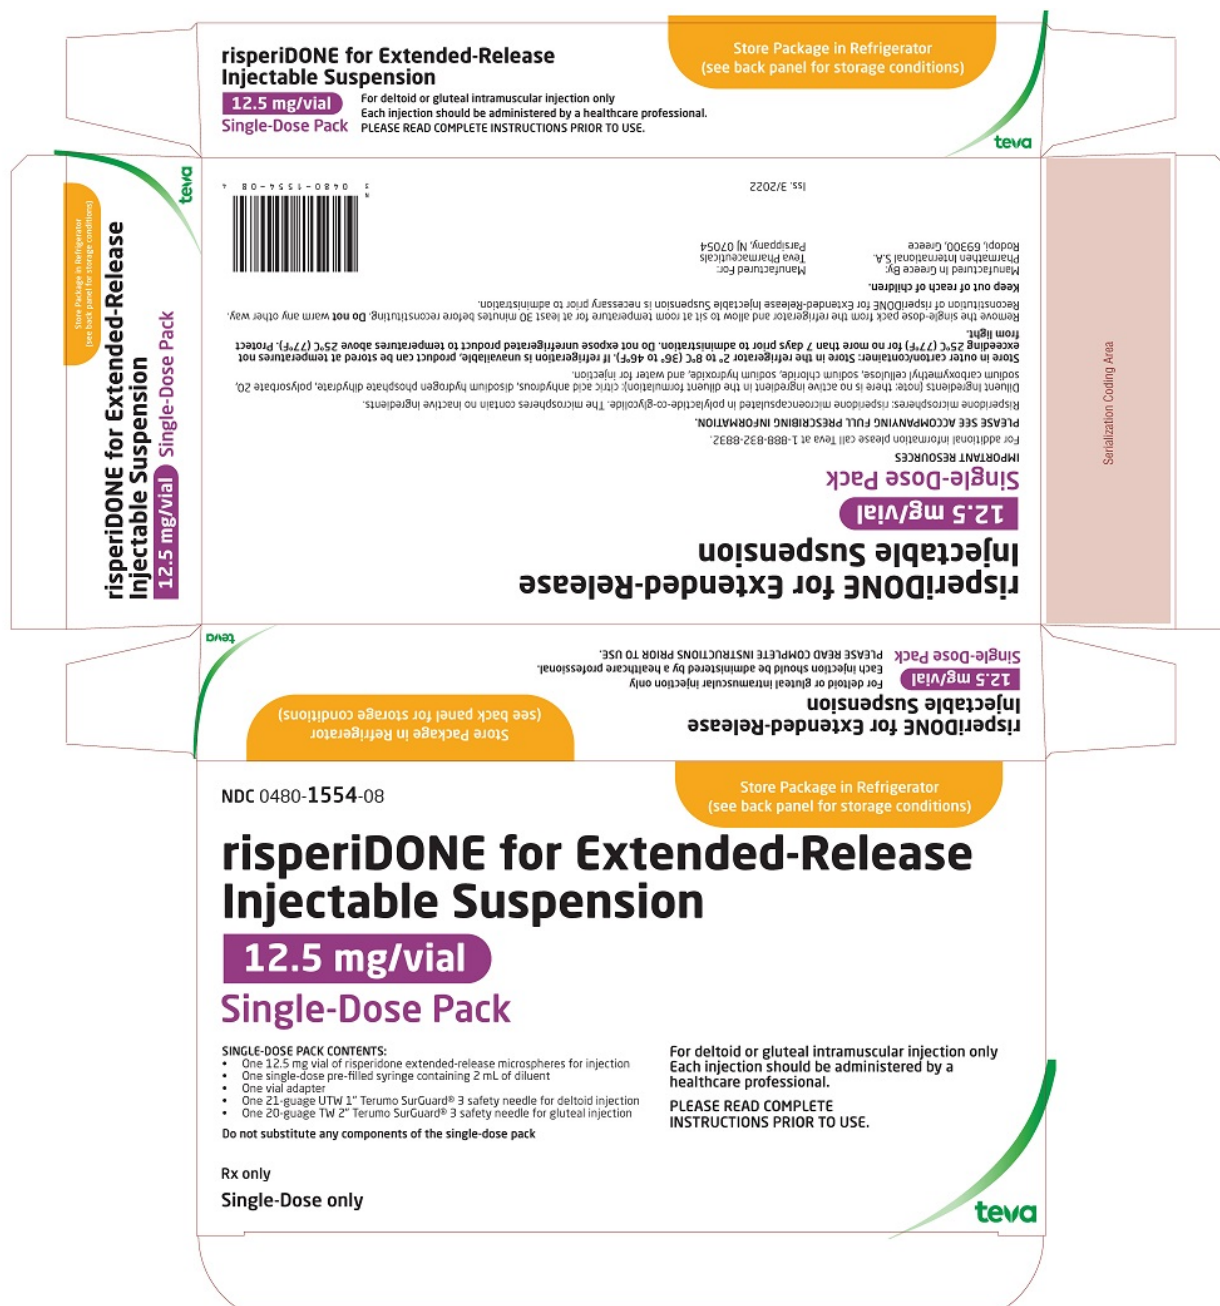 risperiDONE for Extended-Release
Injectable Suspension
12.5 mg/vial
Single-Dose Pack
For deltoid or gluteal intramuscular injection only
Each injection should be administered by a healthcare professional.
PLEASE READ COMPLETE INSTRUCTIONS PRIOR TO USE.
Store Package in Refrigerator
(see back panel for storage conditions)
teva
Store Package in Refrigerator
(see back panel for storage conditions)
teva
risperiDONE for Extended-Release
Injectable Suspension
12.5 mg/vial Single-Dose Pack
risperiDONE for Extended-Release
Injectable Suspension
12.5 mg/vial
Single-Dose Pack
IMPORTANT RESOURCES
For additional information please call Teva at 1-888-832-8832.
PLEASE SEE ACCOMPANYING FULL PRESCRIBING INFORMATION.
Risperidone microspheres: risperidone microencapsulated in polylactide-co-glycolide. The microspheres contain no inactive ingredients.
Diluent Ingredients (note: there is no active ingredient in the diluent formulation): citric acid anhydrous, disodium hydrogen phosphate dihydrate, polysorbate 20,
sodium carboxymethyl cellulose, sodium chloride, sodium hydroxide, and water for injection.
Store in outer carton/container: Store in the refrigerator 2° to 8°C (36° to 46°F). If refrigeration is unavailable, product can be stored at temperatures not
exceeding 25°C (77°F) for no more than 7 days prior to administration. Do not expose unrefrigerated product to temperatures above 25°C (77°F). Protect
from light.
Remove the single-dose pack from the refrigerator and allow to sit at room temperature for at least 30 minutes before reconstituting. Do not warm any other way.
Reconstitution of risperiDONE for Extended-Release Injectable Suspension is necessary prior to administration.
Keep out of reach of children.
Manufactured In Greece By:
Pharmathen International S.A.
Rodopi, 69300, Greece
Manufactured For:
Teva Pharmaceuticals
Parsippany, NJ 07054
Iss. 3/2022
N
3 0480-1554-08 4
Serialization Coding Area
risperiDONE for Extended-Release
Injectable Suspension
12.5 mg/vial
Single-Dose Pack
For deltoid or gluteal intramuscular injection only
Each injection should be administered by a healthcare professional.
PLEASE READ COMPLETE INSTRUCTIONS PRIOR TO USE.
Store Package in Refrigerator
(see back panel for storage conditions)
teva
NDC 0480-1554-08
Store Package in Refrigerator
(see back panel for storage conditions)
risperiDONE for Extended-Release
Injectable Suspension
12.5 mg/vial
Single-Dose Pack
SINGLE-DOSE PACK CONTENTS:
• One 12.5 mg vial of risperidone extended-release microspheres for injection
• One single-dose pre-filled syringe containing 2 mL of diluent
• One vial adapter
• One 21-guage UTW 1" Terumo SurGuard® 3 safety needle for deltoid injection
• One 20-guage TW 2" Terumo SurGuard® 3 safety needle for gluteal injection
Do not substitute any components of the single-dose pack
Rx only
Single-Dose only
For deltoid or gluteal intramuscular injection only
Each injection should be administered by a
healthcare professional.
PLEASE READ COMPLETE
INSTRUCTIONS PRIOR TO USE.
teva